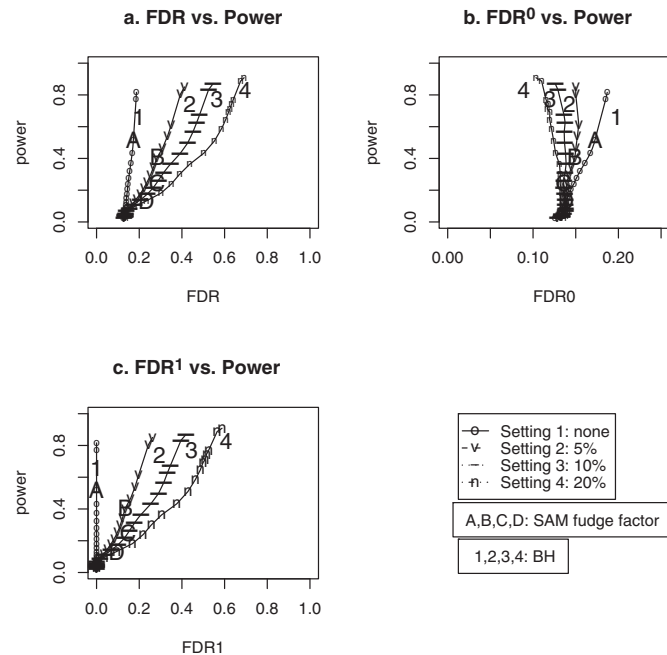 a. FDR vs. Power
power
0.0 0.4 0.8
1
A
2
B
3
C
4
D
0.0 0.2 0.4 0.6 0.8 1.0
FDR
b. FDR⁰ vs. Power
power
0.0 0.4 0.8
4
3
2
1
A
B
0.00 0.10 0.20
FDR0
c. FDR¹ vs. Power
power
0.0 0.4 0.8
1
A
2
B
3
C
4
D
0.0 0.2 0.4 0.6 0.8 1.0
FDR1
o Setting 1: none
v Setting 2: 5%
Setting 3: 10%
n Setting 4: 20%
A,B,C,D: SAM fudge factor
1,2,3,4: BH